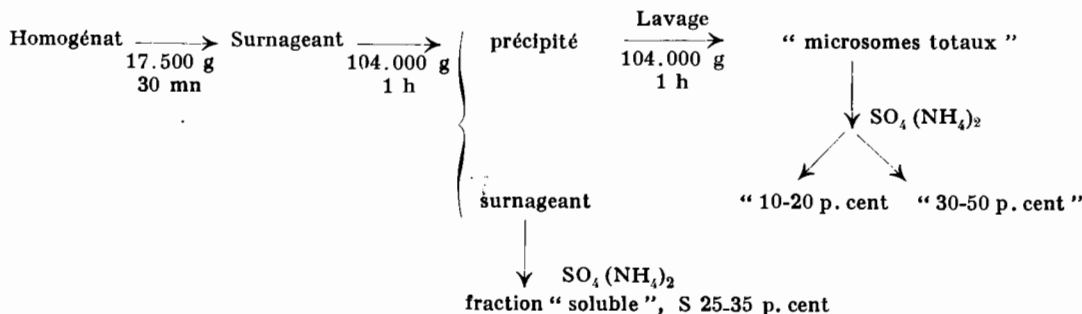 Lavage
Homogénat Surnageant précipité “ microsomes totaux ”
17.500 g 104.000 g 104.000 g
30 mn 1 h 1 h
SO₄ (NH₄)₂
surnageant “ 10-20 p. cent “ 30-50 p. cent ”
SO₄ (NH₄)₂
fraction “ soluble ”, S 25-35 p. cent